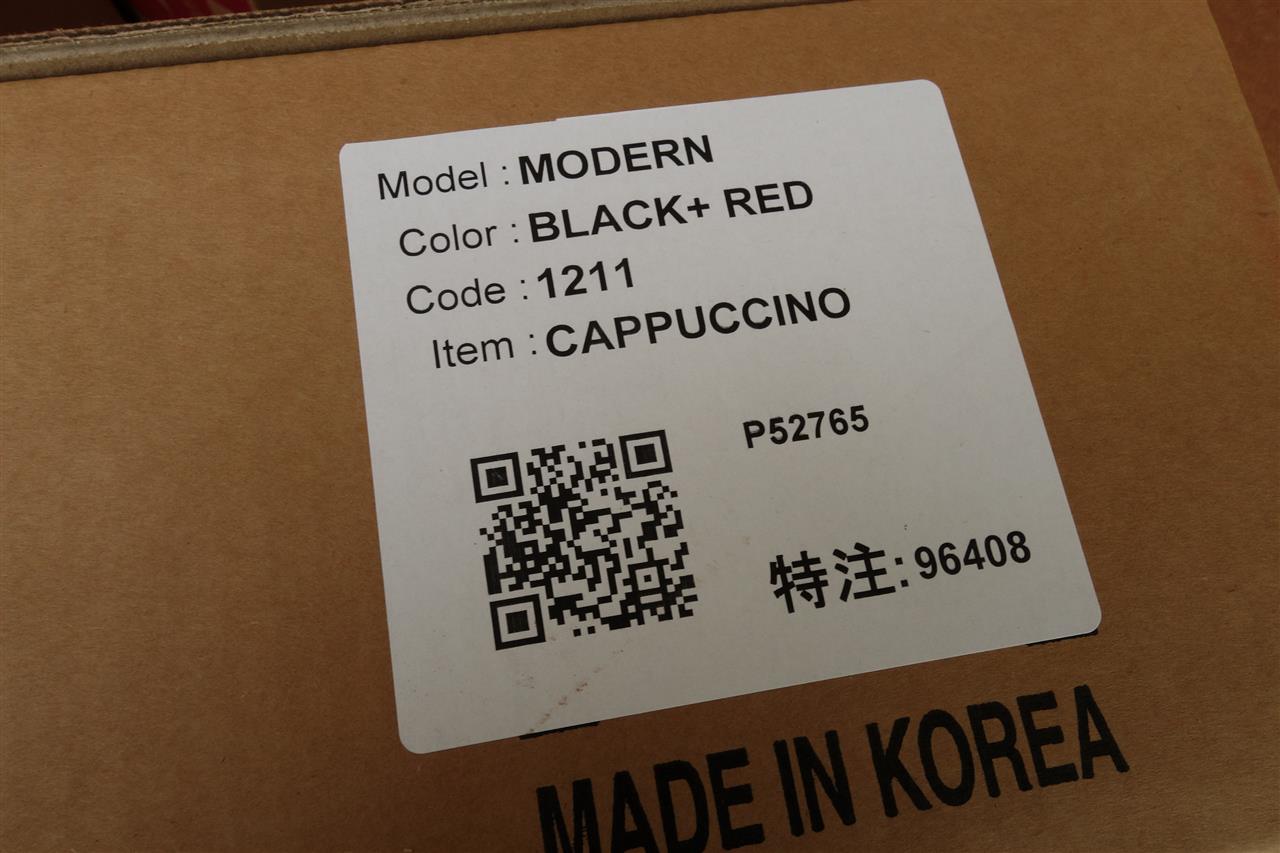 Model : MODERN
Color : BLACK+ RED
Code : 1211
Item : CAPPUCCINO
P52765
特注: 96408
MADE IN KOREA